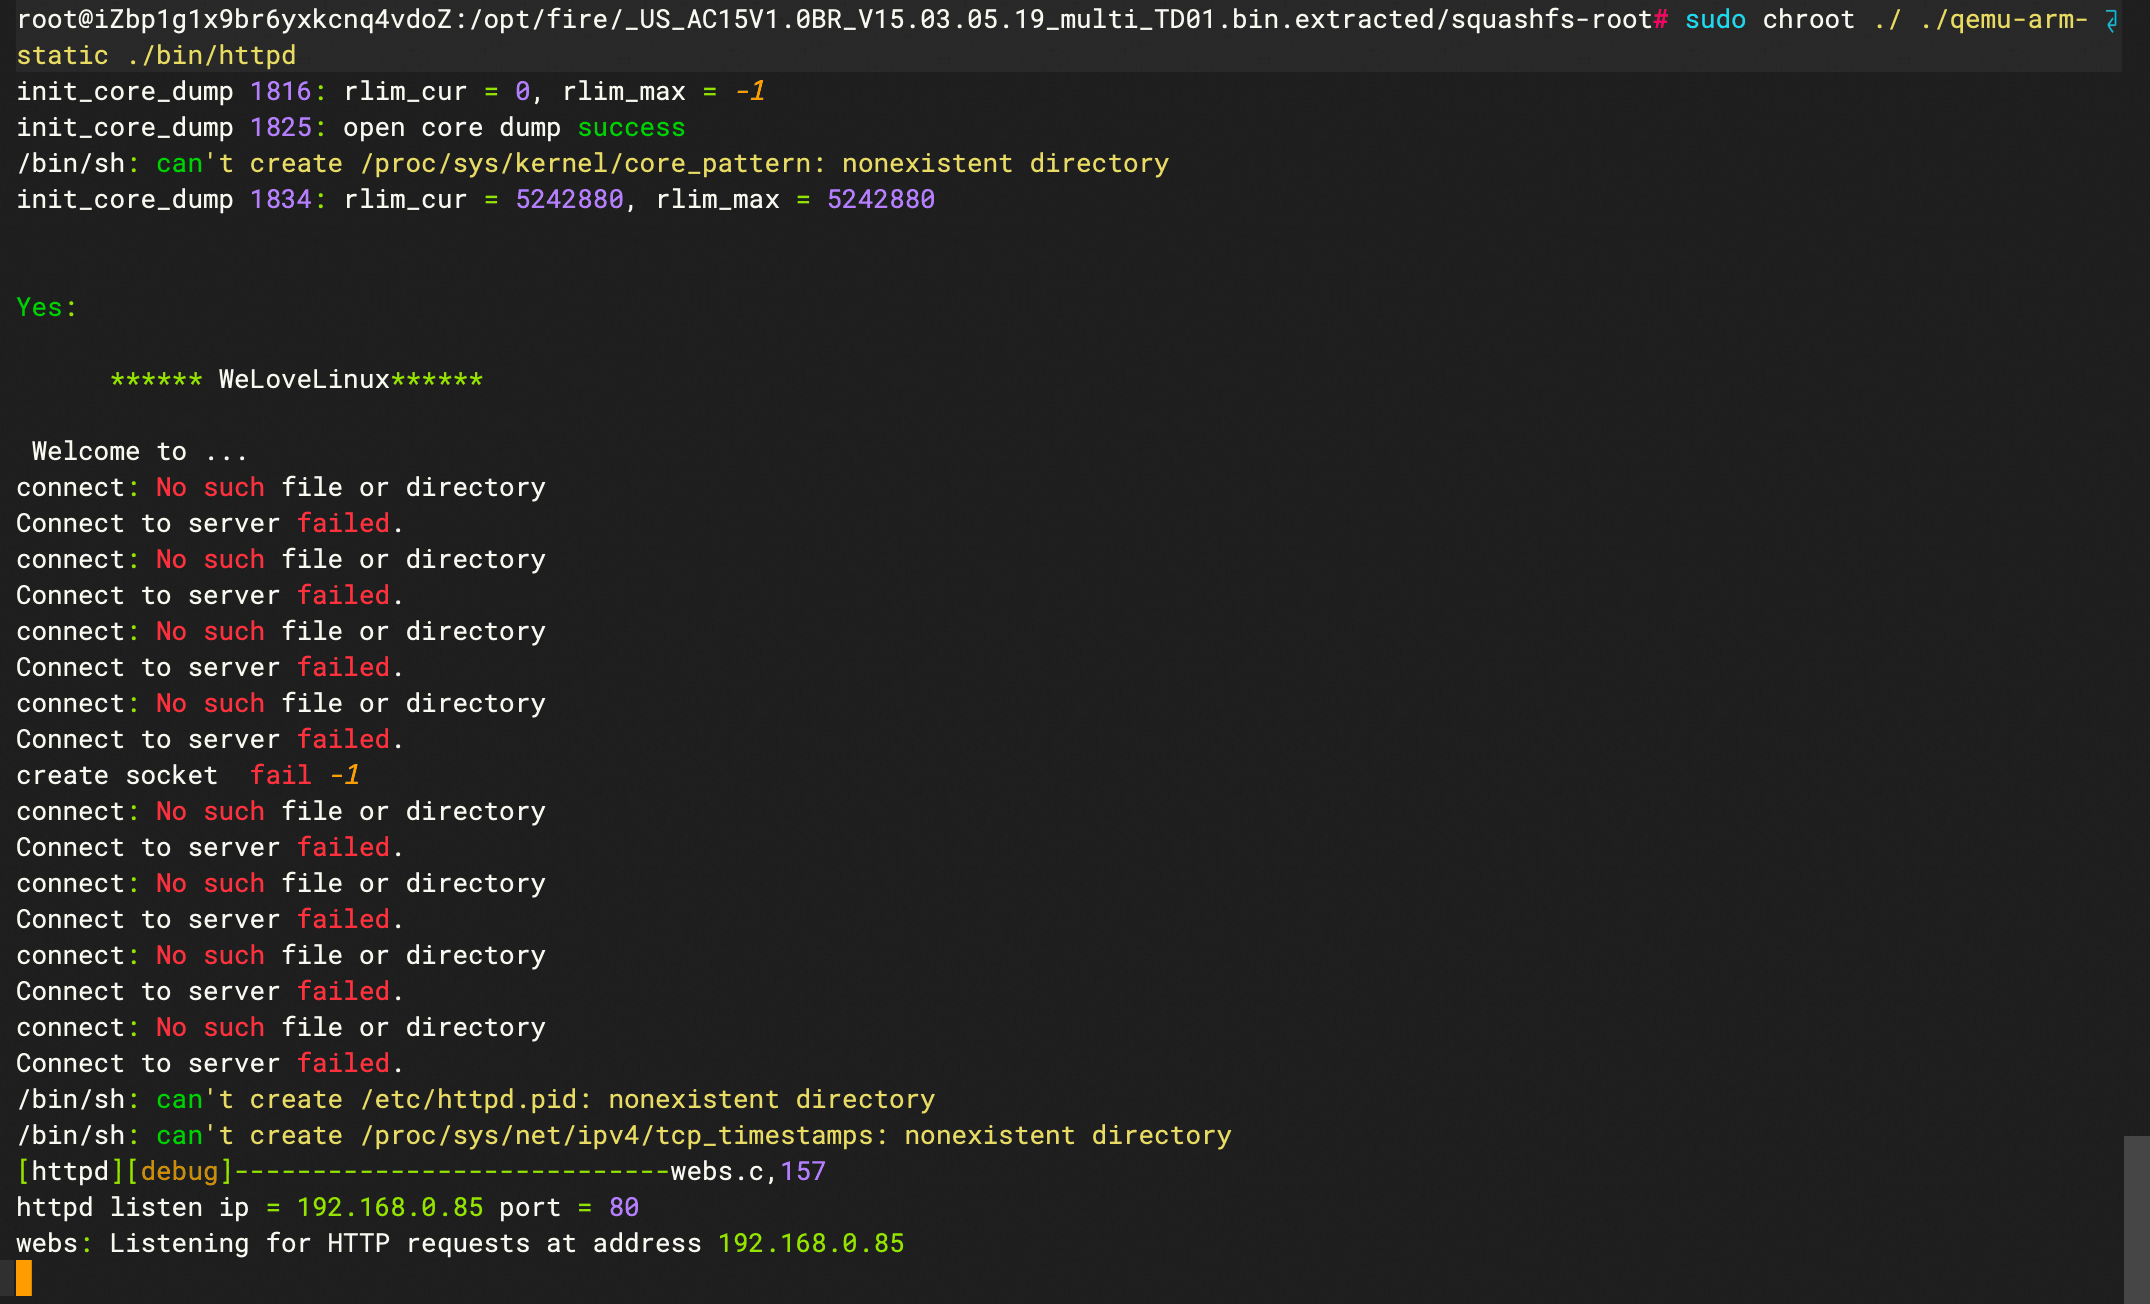 root@iZbp1g1x9br6yxkcnq4vdoZ:/opt/fire/_US_AC15V1.0BR_V15.03.05.19_multi_TD01.bin.extracted/squashfs-root# sudo chroot ./ ./qemu-arm-
static ./bin/httpd
init_core_dump 1816: rlim_cur = 0, rlim_max = -1
init_core_dump 1825: open core dump success
/bin/sh: can't create /proc/sys/kernel/core_pattern: nonexistent directory
init_core_dump 1834: rlim_cur = 5242880, rlim_max = 5242880
Yes:
****** WeLoveLinux******
Welcome to ...
connect: No such file or directory
Connect to server failed.
connect: No such file or directory
Connect to server failed.
connect: No such file or directory
Connect to server failed.
connect: No such file or directory
Connect to server failed.
create socket  fail -1
connect: No such file or directory
Connect to server failed.
connect: No such file or directory
Connect to server failed.
connect: No such file or directory
Connect to server failed.
connect: No such file or directory
Connect to server failed.
/bin/sh: can't create /etc/httpd.pid: nonexistent directory
/bin/sh: can't create /proc/sys/net/ipv4/tcp_timestamps: nonexistent directory
[httpd][debug]----------------------------webs.c,157
httpd listen ip = 192.168.0.85 port = 80
webs: Listening for HTTP requests at address 192.168.0.85